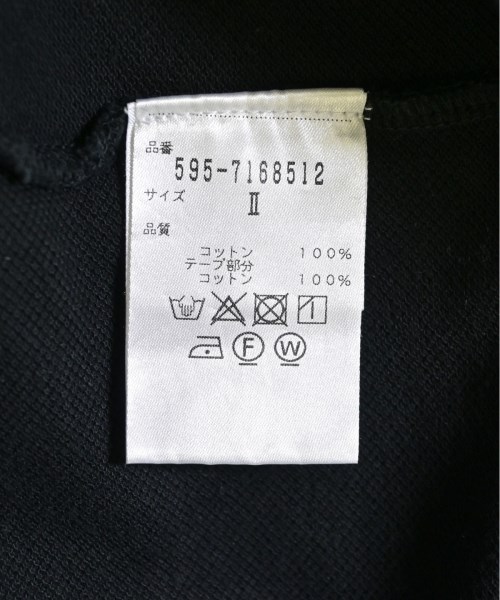 品番
595-7168512
サイズ
Ⅱ
品質
コットン 100%
テープ部分
コットン 100%
F W